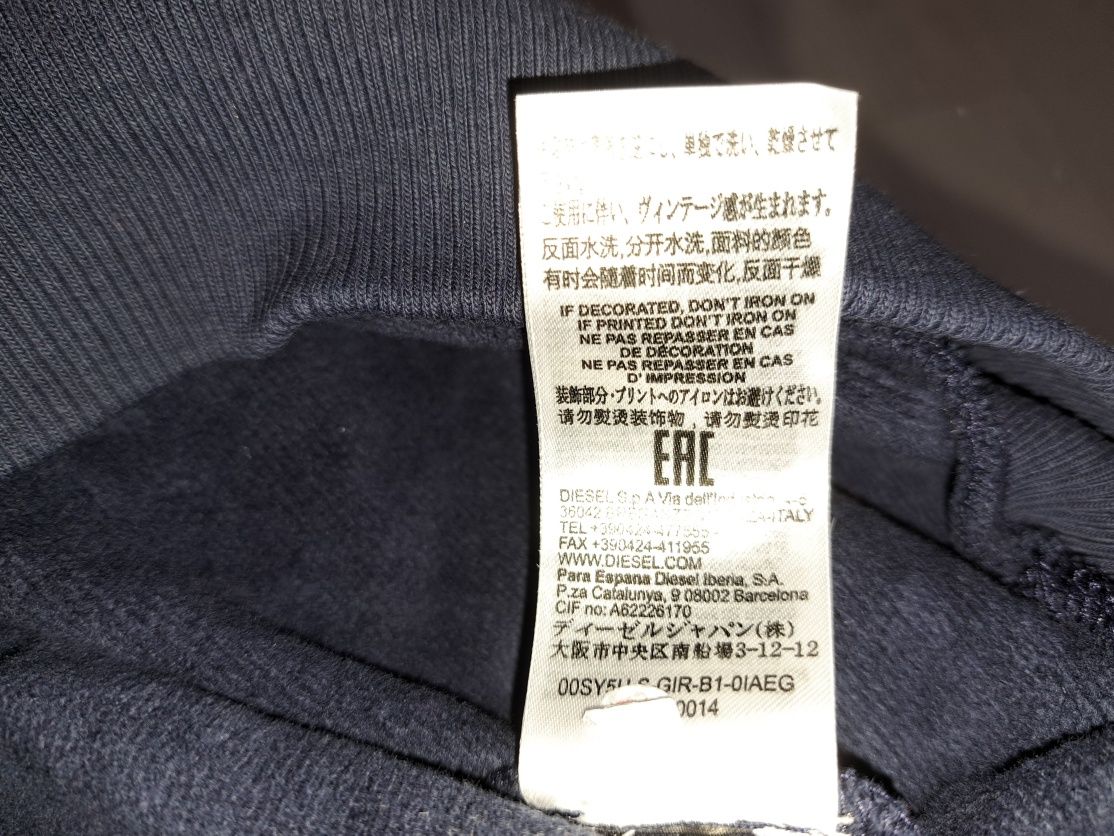 単独で洗い、乾燥させて
ご使用に伴い、ヴィンテージ感が生まれます。
反面水洗,分开水洗,面料的颜色
有时会随着时间而变化,反面干燥
IF DECORATED, DON'T IRON ON
IF PRINTED DON'T IRON ON
NE PAS REPASSER EN CAS
DE DÉCORATION
NE PAS REPASSER EN CAS
D' IMPRESSION
装飾部分・プリントへのアイロンはお避けください。
请勿熨烫装饰物, 请勿熨烫印花
EAC
DIESEL S.p.A Via
36042 ITALY
TEL +390424-477555
FAX +390424-411955
WWW.DIESEL.COM
Para Espana Diesel Iberia, S.A.
P.za Catalunya, 9 08002 Barcelona
CIF no: A62226170
ディーゼルジャパン(株)
大阪市中央区南船場3-12-12
GIR-B1-0IAEG
0014